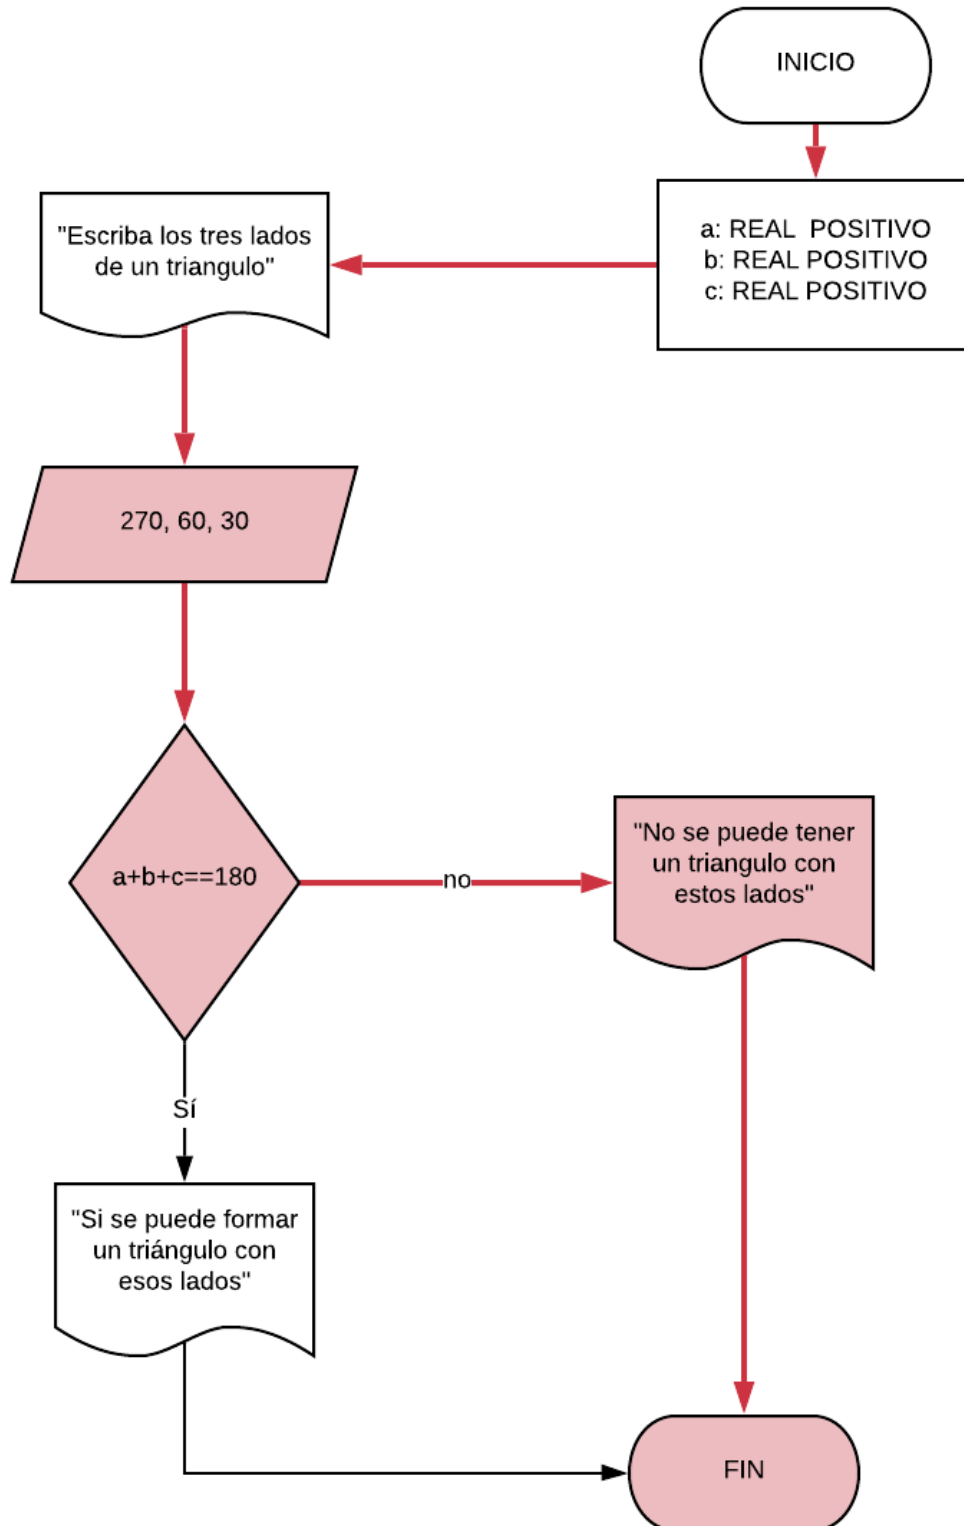 INICIO
a: REAL  POSITIVO
b: REAL POSITIVO
c: REAL POSITIVO
"Escriba los tres lados
de un triangulo"
270, 60, 30
a+b+c==180
no
"No se puede tener
un triangulo con
estos lados"
Sí
"Si se puede formar
un triángulo con
esos lados"
FIN